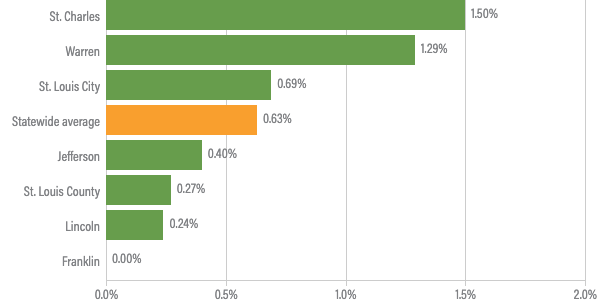 St. Charles 1.50%
Warren 1.29%
St. Louis City 0.69%
Statewide average 0.63%
Jefferson 0.40%
St. Louis County 0.27%
Lincoln 0.24%
Franklin 0.00%
0.0% 0.5% 1.0% 1.5% 2.0%